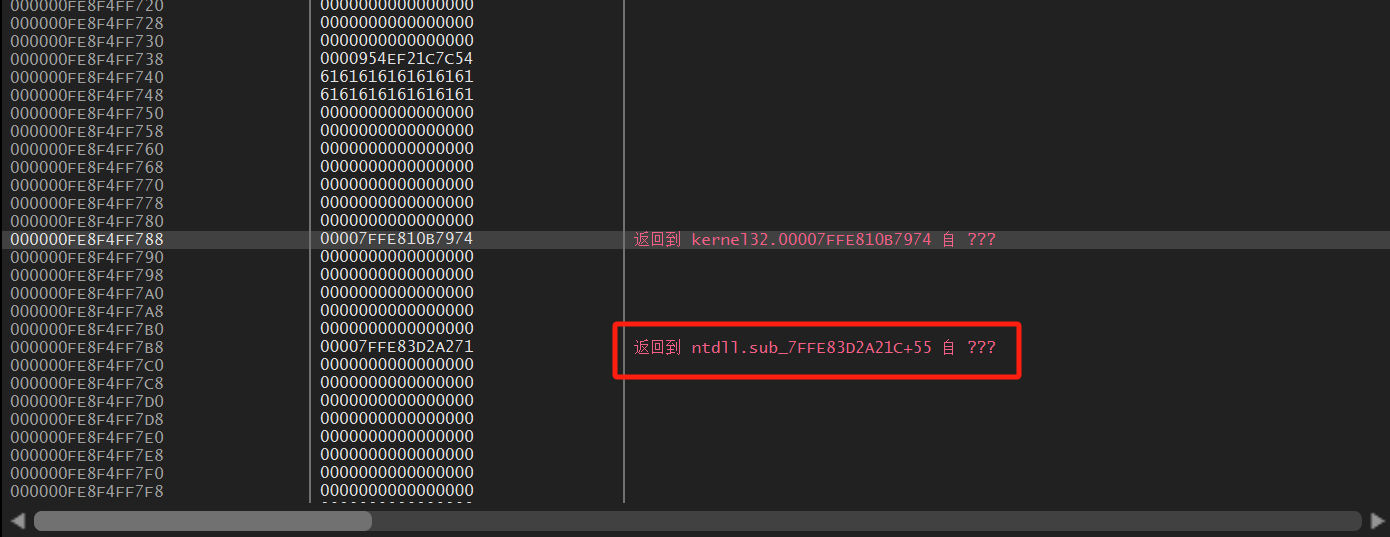 000000FE8F4FF720 0000000000000000
000000FE8F4FF728 0000000000000000
000000FE8F4FF730 0000000000000000
000000FE8F4FF738 0000954EF21C7C54
000000FE8F4FF740 6161616161616161
000000FE8F4FF748 6161616161616161
000000FE8F4FF750 0000000000000000
000000FE8F4FF758 0000000000000000
000000FE8F4FF760 0000000000000000
000000FE8F4FF768 0000000000000000
000000FE8F4FF770 0000000000000000
000000FE8F4FF778 0000000000000000
000000FE8F4FF780 0000000000000000
000000FE8F4FF788 00007FFE810B7974 返回到 kernel32.00007FFE810B7974 自 ???
000000FE8F4FF790 0000000000000000
000000FE8F4FF798 0000000000000000
000000FE8F4FF7A0 0000000000000000
000000FE8F4FF7A8 0000000000000000
000000FE8F4FF7B0 0000000000000000
000000FE8F4FF7B8 00007FFE83D2A271 返回到 ntdll.sub_7FFE83D2A21C+55 自 ???
000000FE8F4FF7C0 0000000000000000
000000FE8F4FF7C8 0000000000000000
000000FE8F4FF7D0 0000000000000000
000000FE8F4FF7D8 0000000000000000
000000FE8F4FF7E0 0000000000000000
000000FE8F4FF7E8 0000000000000000
000000FE8F4FF7F0 0000000000000000
000000FE8F4FF7F8 0000000000000000